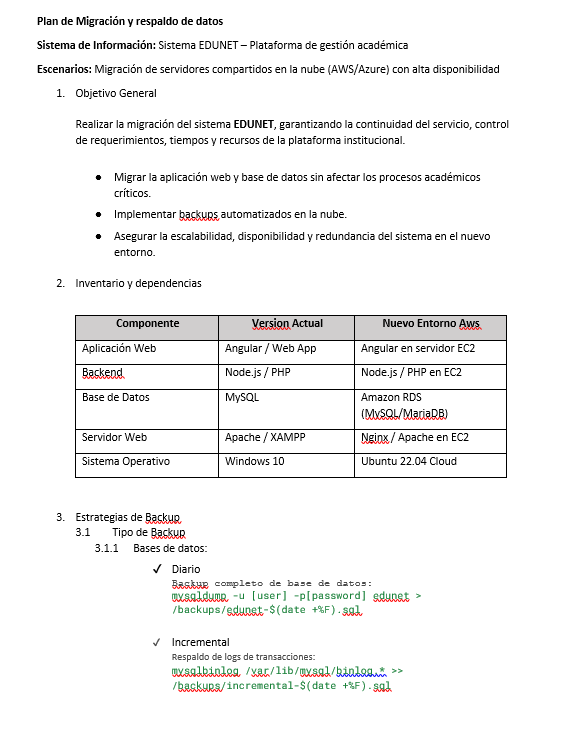 Plan de Migración y respaldo de datos
Sistema de Información: Sistema EDUNET – Plataforma de gestión académica
Escenarios: Migración de servidores compartidos en la nube (AWS/Azure) con alta disponibilidad
1. Objetivo General
Realizar la migración del sistema EDUNET, garantizando la continuidad del servicio, control
de requerimientos, tiempos y recursos de la plataforma institucional.
● Migrar la aplicación web y base de datos sin afectar los procesos académicos
críticos.
● Implementar backups automatizados en la nube.
● Asegurar la escalabilidad, disponibilidad y redundancia del sistema en el nuevo
entorno.
2. Inventario y dependencias
Componente Version Actual Nuevo Entorno Aws
Aplicación Web Angular / Web App Angular en servidor EC2
Backend Node.js / PHP Node.js / PHP en EC2
Base de Datos MySQL Amazon RDS
(MySQL/MariaDB)
Servidor Web Apache / XAMPP Nginx / Apache en EC2
Sistema Operativo Windows 10 Ubuntu 22.04 Cloud
3. Estrategias de Backup
3.1 Tipo de Backup
3.1.1 Bases de datos:
✓ Diario
Backup completo de base de datos:
mysqldump -u [user] -p[password] edunet >
/backups/edunet-$(date +%F).sql
✓ Incremental
Respaldo de logs de transacciones:
mysqlbinlog /var/lib/mysql/binlog.* >>
/backups/incremental-$(date +%F).sql